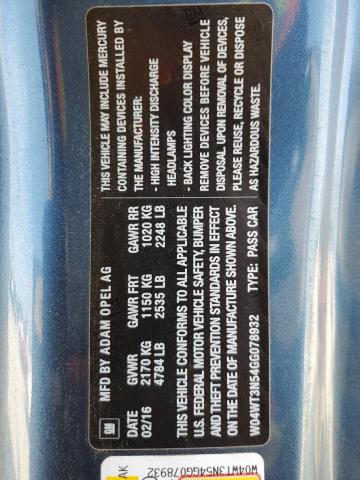 MFD BY ADAM OPEL AG
DATE GVWR GAWR FRT GAWR RR
02/16 2170 KG 1150 KG 1020 KG
4784 LB 2535 LB 2248 LB
THIS VEHICLE CONFORMS TO ALL APPLICABLE
U.S. FEDERAL MOTOR VEHICLE SAFETY, BUMPER
AND THEFT PREVENTION STANDARDS IN EFFECT
ON THE DATE OF MANUFACTURE SHOWN ABOVE.
W04WT3N54GG078932 TYPE: PASS CAR
THIS VEHICLE MAY INCLUDE MERCURY
CONTAINING DEVICES INSTALLED BY
THE MANUFACTURER:
- HIGH INTENSITY DISCHARGE
HEADLAMPS
- BACK LIGHTING COLOR DISPLAY
REMOVE DEVICES BEFORE VEHICLE
DISPOSAL. UPON REMOVAL OF DEVICES,
PLEASE REUSE, RECYCLE OR DISPOSE
AS HAZARDOUS WASTE.
GM
AK
W04WT3N54GG078932